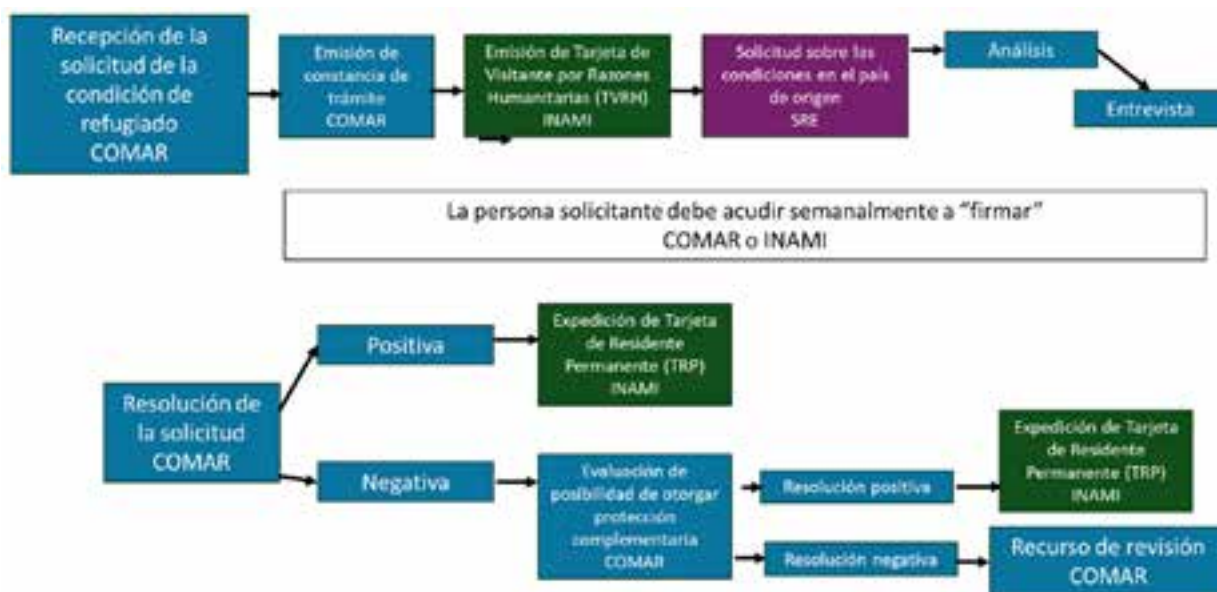 Recepción de la
solicitud de la
condición de
refugiado
COMAR
Emisión de
constancia de
trámite
COMAR
Emisión de Tarjeta de
Visitante por Razones
Humanitarias (TVRH)
INAMI
Solicitud sobre las
condiciones en el país
de origen
SRE
Análisis
Entrevista
La persona solicitante debe acudir semanalmente a “firmar”
COMAR o INAMI
Resolución de
la solicitud
COMAR
Positiva
Expedición de Tarjeta
de Residente
Permanente (TRP)
INAMI
Negativa
Evaluación de
posibilidad de otorgar
protección
complementaria
COMAR
Resolución positiva
Expedición de Tarjeta
de Residente
Permanente (TRP)
INAMI
Resolución negativa
Recurso de revisión
COMAR